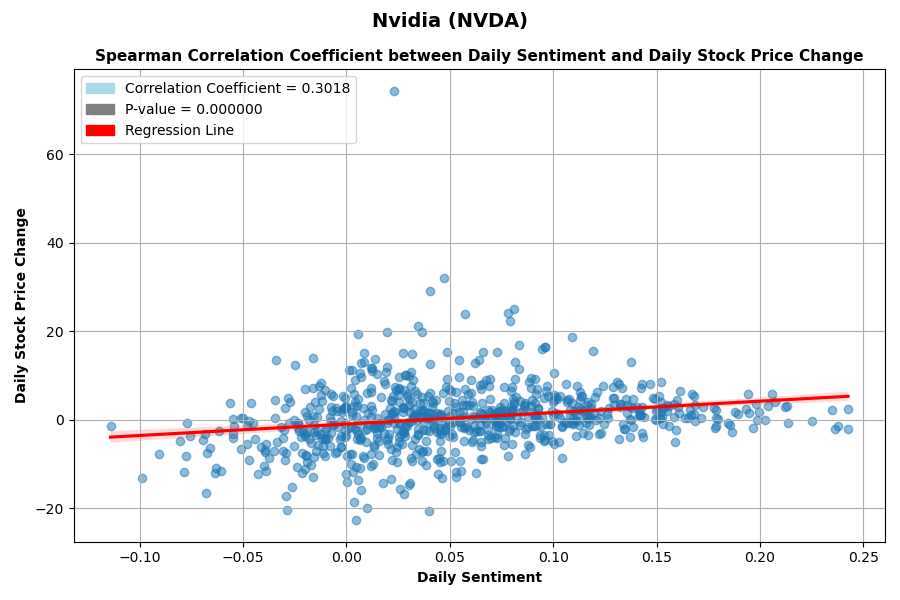 Nvidia (NVDA)
Spearman Correlation Coefficient between Daily Sentiment and Daily Stock Price Change
Correlation Coefficient = 0.3018
P-value = 0.000000
Regression Line
Daily Stock Price Change
60
40
20
0
−20
−0.10 −0.05 0.00 0.05 0.10 0.15 0.20 0.25
Daily Sentiment